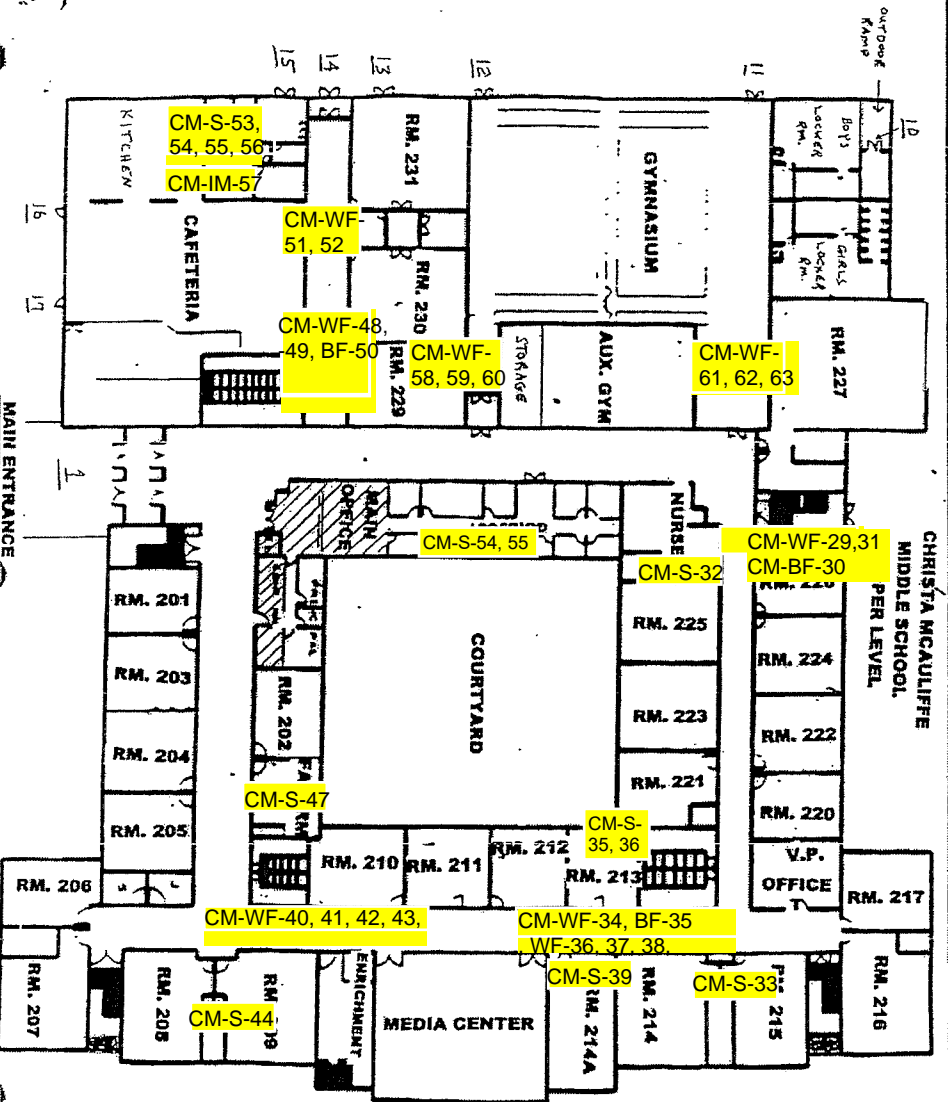 OUTDOOR
RAMP
15
14
13
12
11
10
KITCHEN
CM-S-53,
54, 55, 56
CM-IM-57
RM. 231
GYMNASIUM
BOYS
LOCKER
RM.
GIRLS
LOCKER
RM.
16
CAFETERIA
CM-WF-
51, 52
RM. 230
17
CM-WF-48,
49, BF-50
RM. 229
CM-WF-
58, 59, 60
STORAGE
AUX. GYM
CM-WF-
61, 62, 63
RM. 227
MAIN ENTRANCE
1
MAIN
OFFICE
CM-S-54, 55
NURSE
CM-S-32
CM-WF-29,31
CM-BF-30
CHRISTA MCAULIFFE
MIDDLE SCHOOL
PER LEVEL
RM. 201
RM. 225
RM. 203
COURTYARD
RM. 224
RM. 202
RM. 223
RM. 204
RM. 222
CM-S-47
RM. 221
RM. 205
RM. 220
CM-S-
35, 36
RM. 210
RM. 211
RM. 212
RM. 213
V.P.
OFFICE
RM. 206
RM. 217
CM-WF-40, 41, 42, 43,
CM-WF-34, BF-35
WF-36, 37, 38,
RM. 207
RM. 208
CM-S-44
ENRICHMENT
MEDIA CENTER
CM-S-39
RM. 214A
RM. 214
CM-S-33
215
RM. 216